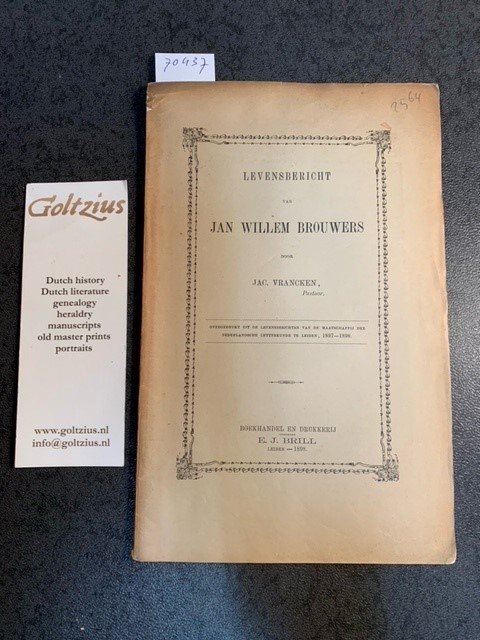 70437
2564
LEVENSBERICHT
VAN
JAN WILLEM BROUWERS
DOOR
JAC. VRANCKEN,
Pastoor.
OVERGEDRUKT UIT DE LEVENSBERICHTEN VAN DE MAATSCHAPPIJ DER
NEDERLANDSCHE LETTERKUNDE TE LEIDEN, 1897—1898.
BOEKHANDEL EN DRUKKERIJ
E. J. BRILL
LEIDEN — 1898.
Goltzius
Dutch history
Dutch literature
genealogy
heraldry
manuscripts
old master prints
portraits
www.goltzius.nl
info@goltzius.nl